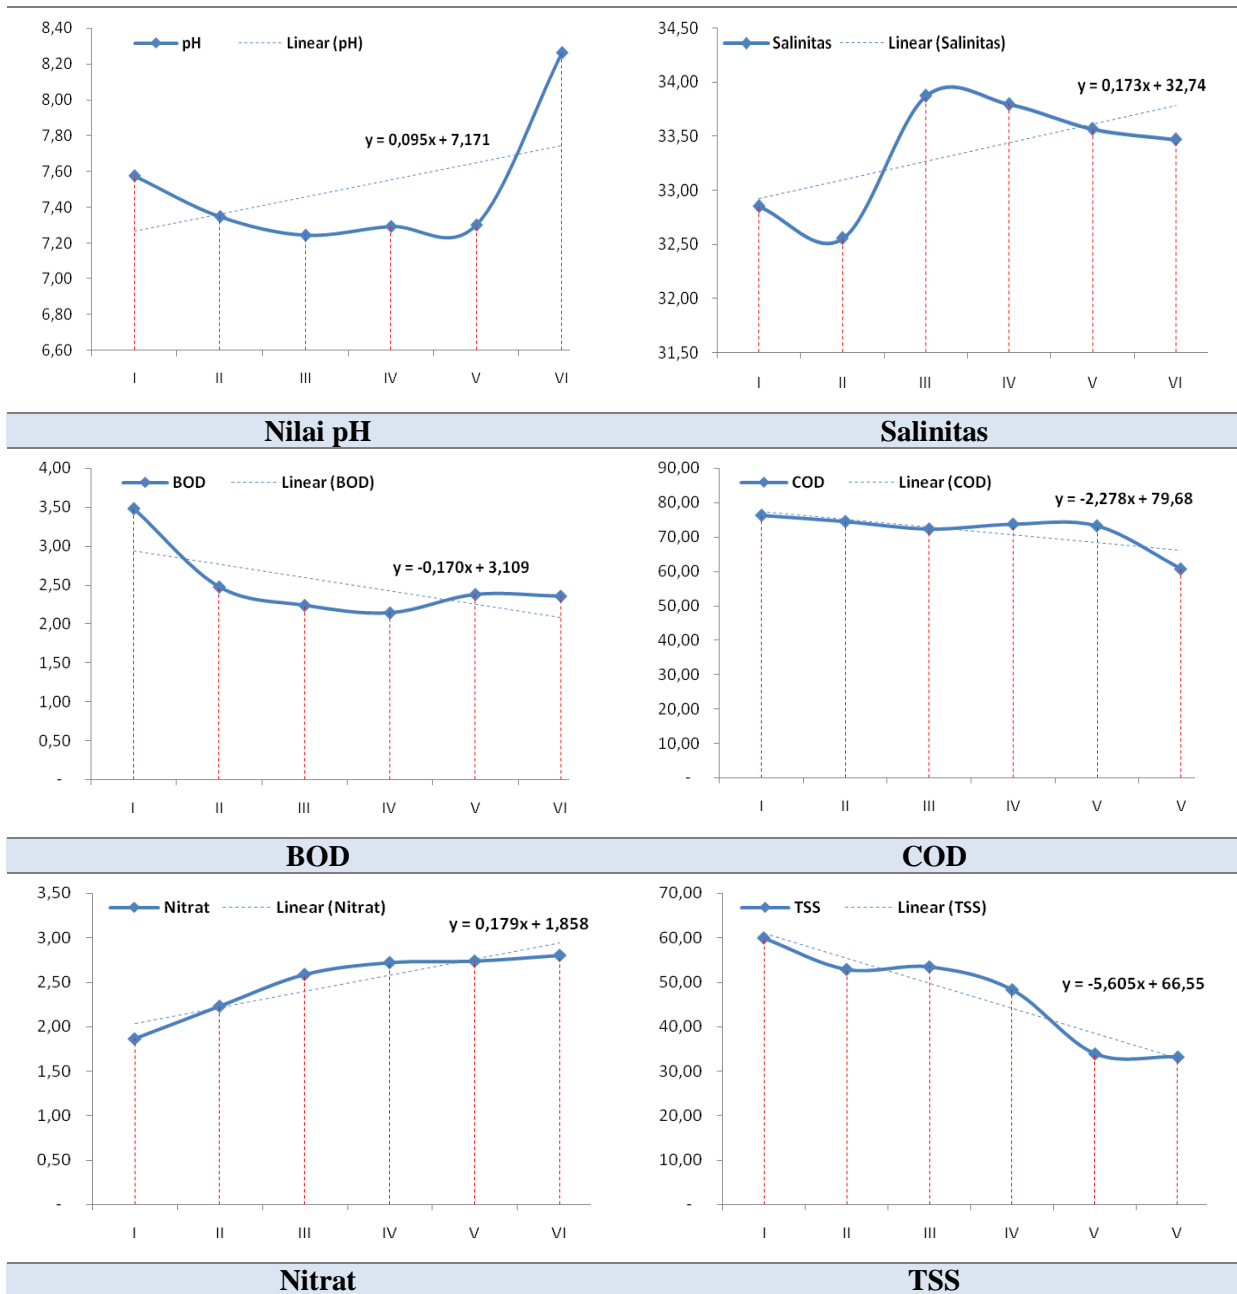 pH Linear (pH)
8,40
8,20
8,00
7,80
7,60
7,40
7,20
7,00
6,80
6,60
y = 0,095x + 7,171
I II III IV V VI
Salinitas Linear (Salinitas)
34,50
34,00
33,50
33,00
32,50
32,00
31,50
y = 0,173x + 32,74
I II III IV V VI
Nilai pH
Salinitas
BOD Linear (BOD)
4,00
3,50
3,00
2,50
2,00
1,50
1,00
0,50
-
y = -0,170x + 3,109
I II III IV V VI
COD Linear (COD)
90,00
80,00
70,00
60,00
50,00
40,00
30,00
20,00
10,00
-
y = -2,278x + 79,68
I II III IV V V
BOD
COD
Nitrat Linear (Nitrat)
3,50
3,00
2,50
2,00
1,50
1,00
0,50
-
y = 0,179x + 1,858
I II III IV V VI
TSS Linear (TSS)
70,00
60,00
50,00
40,00
30,00
20,00
10,00
-
y = -5,605x + 66,55
I II III IV V V
Nitrat
TSS